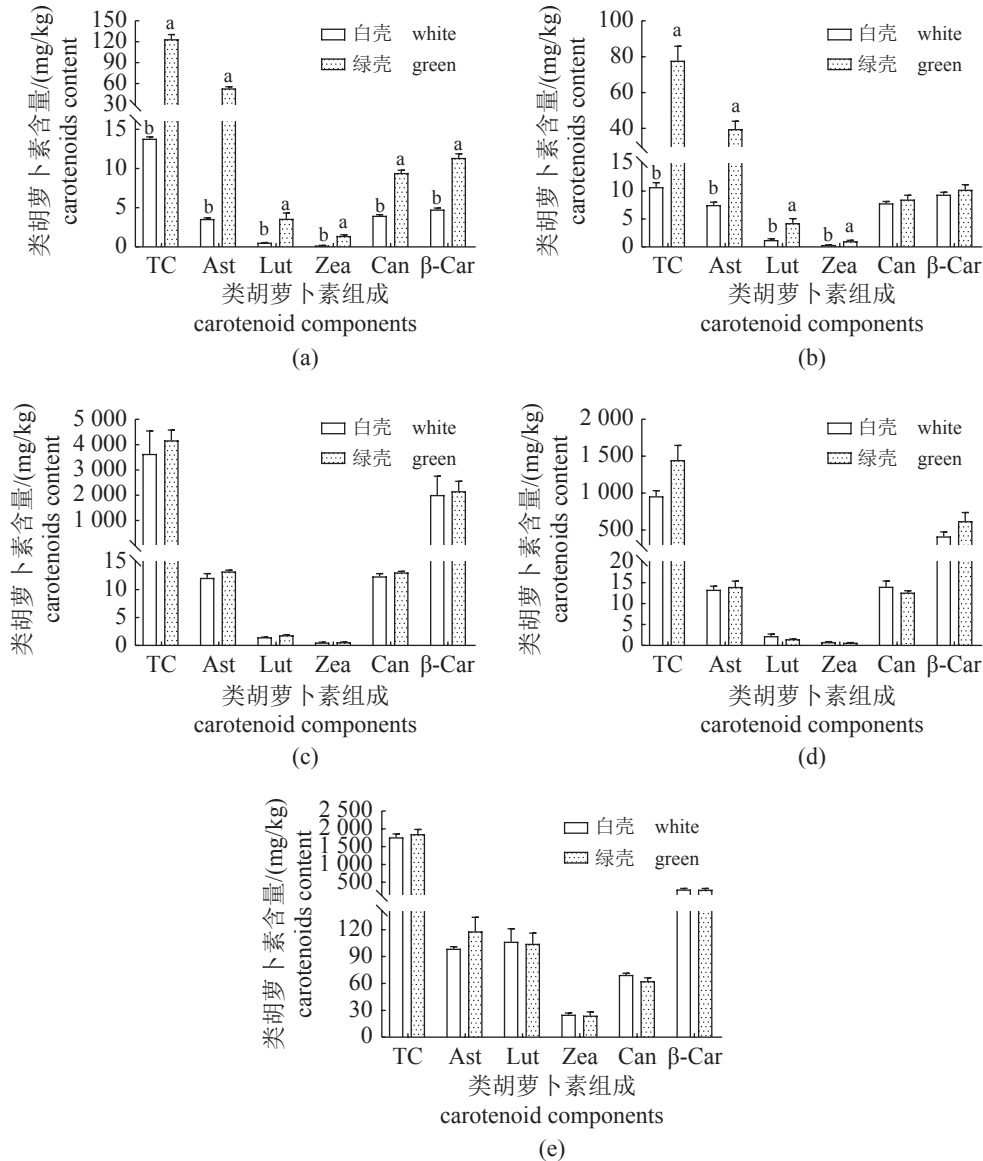 类胡萝卜素含量/(mg/kg)
carotenoids content
150
120
90
60
30
15
10
5
0
白壳 white
绿壳 green
a
a
b
b
b
a
b
a
b
a
b
a
TC Ast Lut Zea Can β-Car
类胡萝卜素组成
carotenoid components
(a)
类胡萝卜素含量/(mg/kg)
carotenoids content
100
80
60
40
15
10
5
0
白壳 white
绿壳 green
a
a
b
b
b
a
b
a
TC Ast Lut Zea Can β-Car
类胡萝卜素组成
carotenoid components
(b)
类胡萝卜素含量/(mg/kg)
carotenoids content
5 000
4 000
3 000
2 000
1 000
15
10
5
0
白壳 white
绿壳 green
TC Ast Lut Zea Can β-Car
类胡萝卜素组成
carotenoid components
(c)
类胡萝卜素含量/(mg/kg)
carotenoids content
2 000
1 500
1 000
500
20
15
10
5
0
白壳 white
绿壳 green
TC Ast Lut Zea Can β-Car
类胡萝卜素组成
carotenoid components
(d)
类胡萝卜素含量/(mg/kg)
carotenoids content
2 500
2 000
1 500
1 000
500
120
90
60
30
0
白壳 white
绿壳 green
TC Ast Lut Zea Can β-Car
类胡萝卜素组成
carotenoid components
(e)